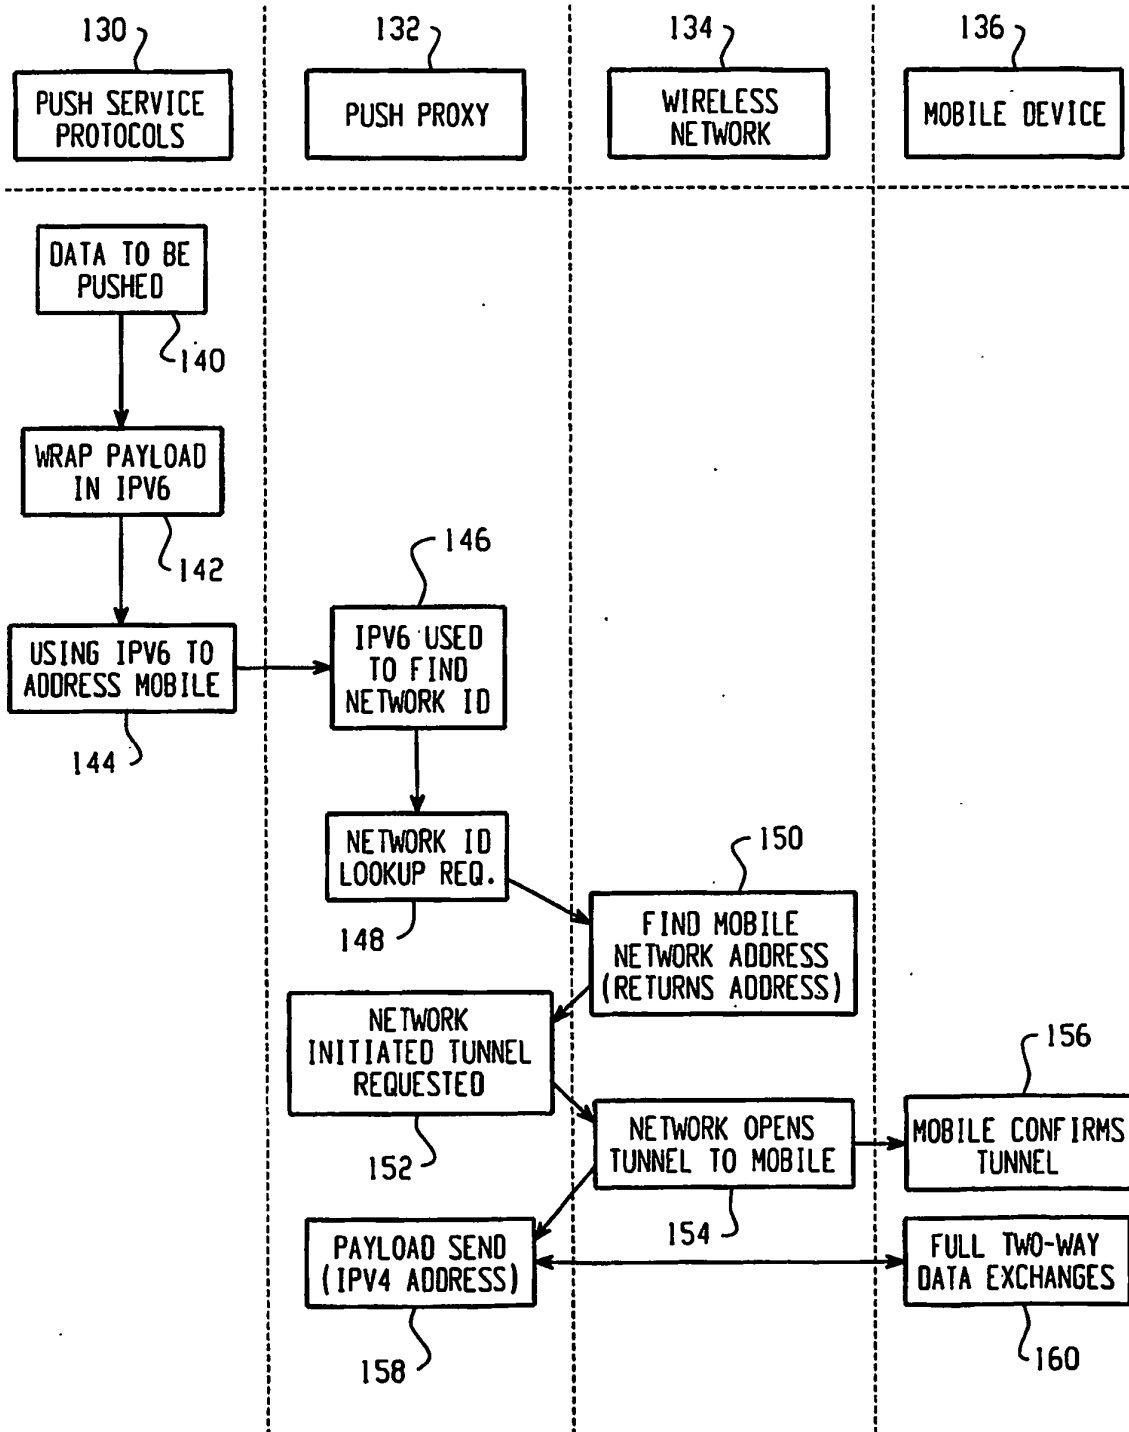 130
132
134
136
PUSH SERVICE
PROTOCOLS
PUSH PROXY
WIRELESS
NETWORK
MOBILE DEVICE
DATA TO BE
PUSHED
140
WRAP PAYLOAD
IN IPV6
142
USING IPV6 TO
ADDRESS MOBILE
144
146
IPV6 USED
TO FIND
NETWORK ID
NETWORK ID
LOOKUP REQ.
148
150
FIND MOBILE
NETWORK ADDRESS
(RETURNS ADDRESS)
NETWORK
INITIATED TUNNEL
REQUESTED
152
NETWORK OPENS
TUNNEL TO MOBILE
154
156
MOBILE CONFIRMS
TUNNEL
PAYLOAD SEND
(IPV4 ADDRESS)
158
FULL TWO-WAY
DATA EXCHANGES
160